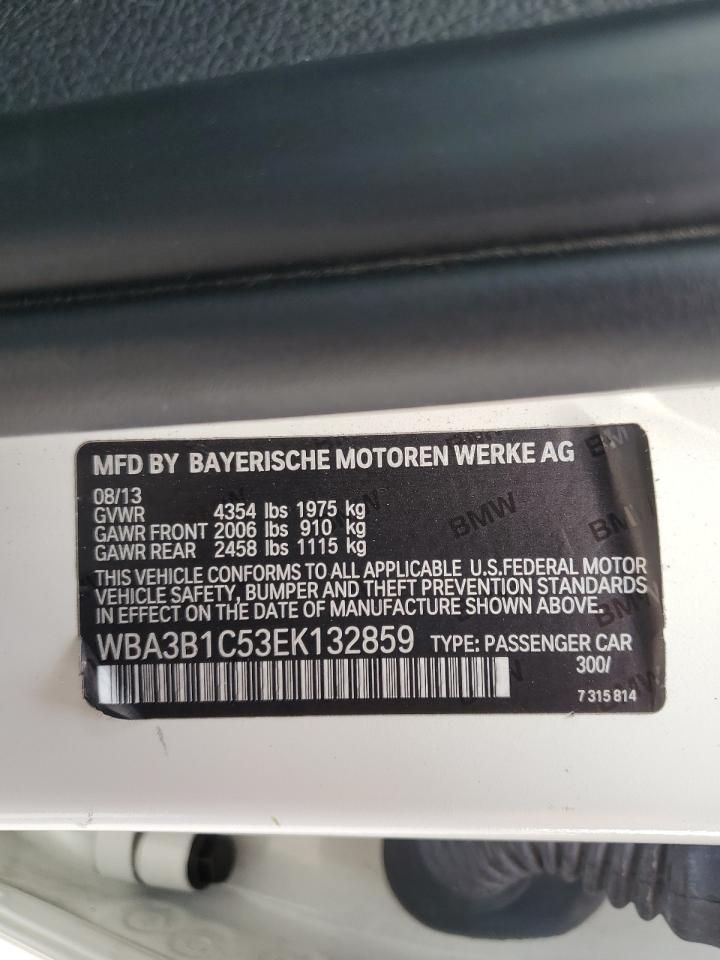 MFD BY BAYERISCHE MOTOREN WERKE AG
08/13
GVWR 4354 lbs 1975 kg
GAWR FRONT 2006 lbs 910 kg
GAWR REAR 2458 lbs 1115 kg
THIS VEHICLE CONFORMS TO ALL APPLICABLE U.S.FEDERAL MOTOR
VEHICLE SAFETY, BUMPER AND THEFT PREVENTION STANDARDS
IN EFFECT ON THE DATE OF MANUFACTURE SHOWN ABOVE.
WBA3B1C53EK132859 TYPE: PASSENGER CAR
300/
7 315 814
BMW
BMW
BMW